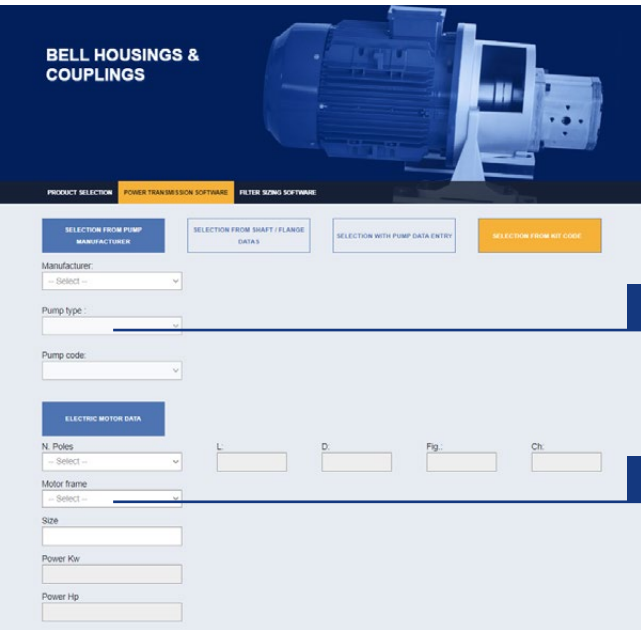 BELL HOUSINGS &
COUPLINGS
PRODUCT SELECTION POWER TRANSMISSION SOFTWARE FILTER SIZING SOFTWARE
SELECTION FROM PUMP
MANUFACTURER
SELECTION FROM SHAFT / FLANGE
DATAS
SELECTION WITH PUMP DATA ENTRY
SELECTION FROM KIT CODE
Manufacturer:
-- Select --
Pump type :
Pump code:
ELECTRIC MOTOR DATA
N. Poles L: D: Fig.: Ch:
-- Select --
Motor frame
-- Select --
Size
Power Kw
Power Hp